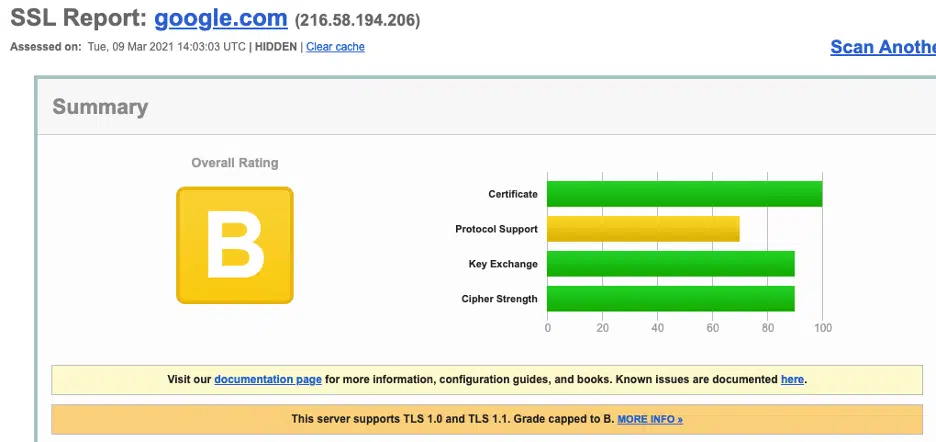 SSL Report: google.com (216.58.194.206)
Assessed on: Tue, 09 Mar 2021 14:03:03 UTC | HIDDEN | Clear cache
Scan Anothe
Summary
Overall Rating
B
Certificate
Protocol Support
Key Exchange
Cipher Strength
0 20 40 60 80 100
Visit our documentation page for more information, configuration guides, and books. Known issues are documented here.
This server supports TLS 1.0 and TLS 1.1. Grade capped to B. MORE INFO »